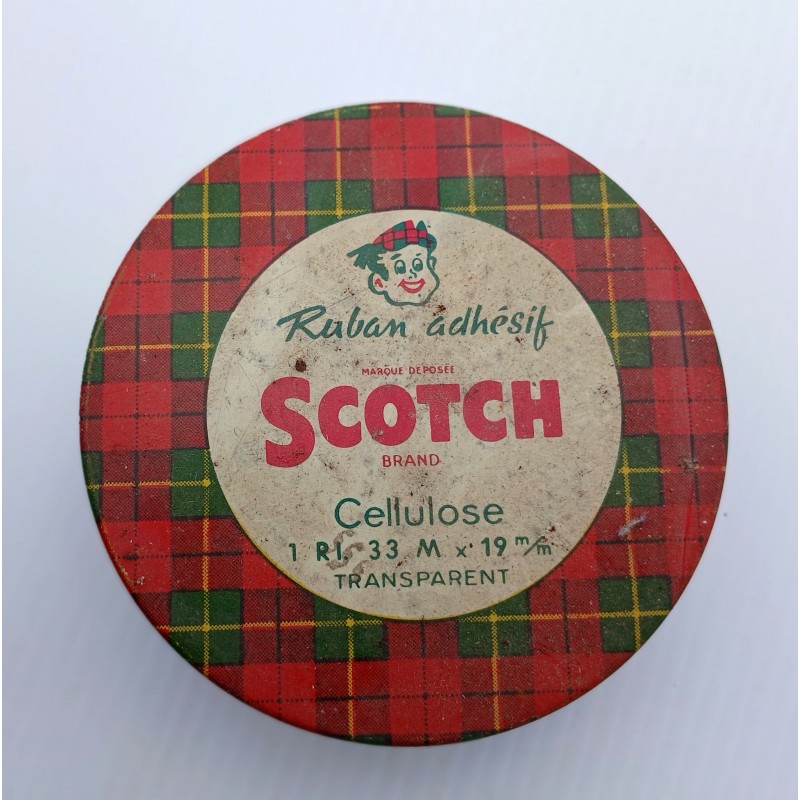 Ruban adhésif
MARQUE DEPOSÉE
SCOTCH
BRAND
Cellulose
1 Rl. 33 M x 19 m/m
TRANSPARENT